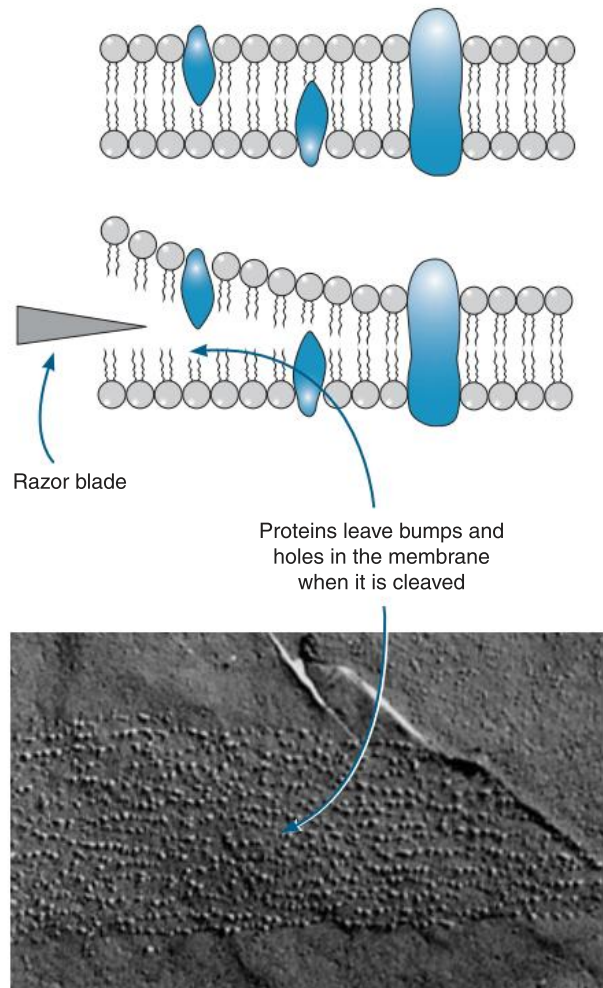 Razor blade
Proteins leave bumps and
holes in the membrane
when it is cleaved